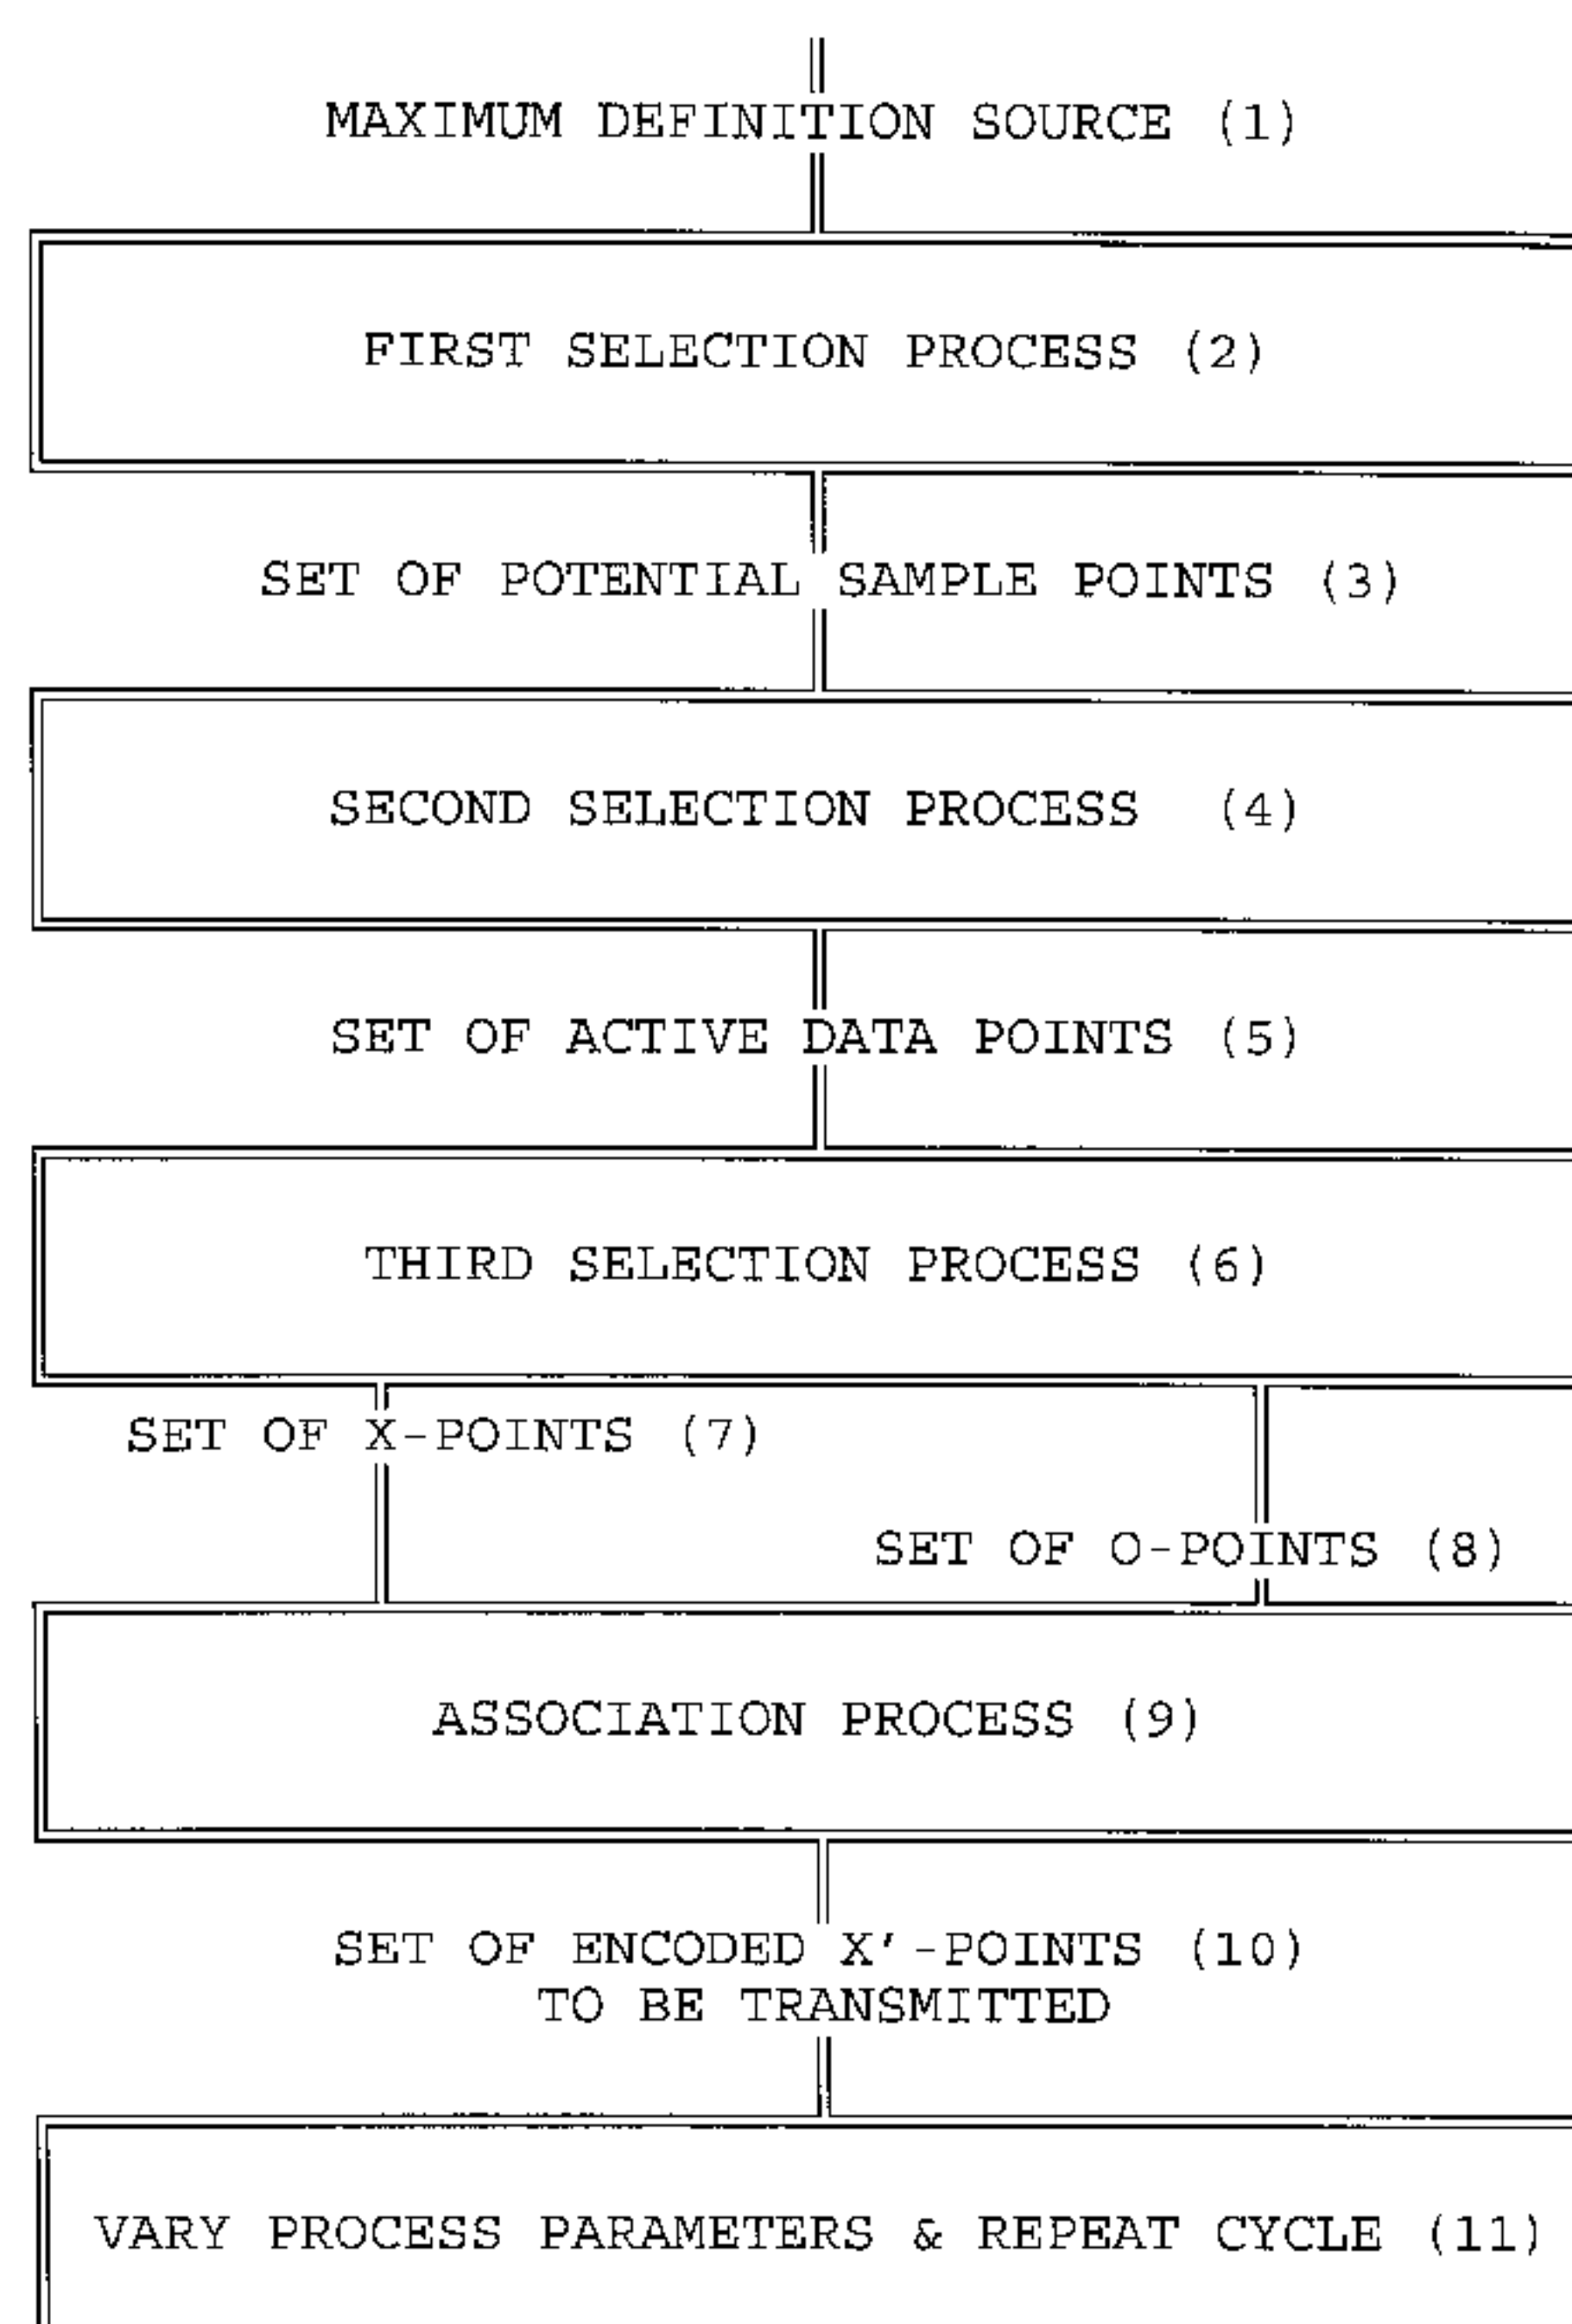 MAXIMUM DEFINITION SOURCE (1)
FIRST SELECTION PROCESS (2)
SET OF POTENTIAL SAMPLE POINTS (3)
SECOND SELECTION PROCESS (4)
SET OF ACTIVE DATA POINTS (5)
THIRD SELECTION PROCESS (6)
SET OF X-POINTS (7)
SET OF O-POINTS (8)
ASSOCIATION PROCESS (9)
SET OF ENCODED X'-POINTS (10)
TO BE TRANSMITTED
VARY PROCESS PARAMETERS & REPEAT CYCLE (11)